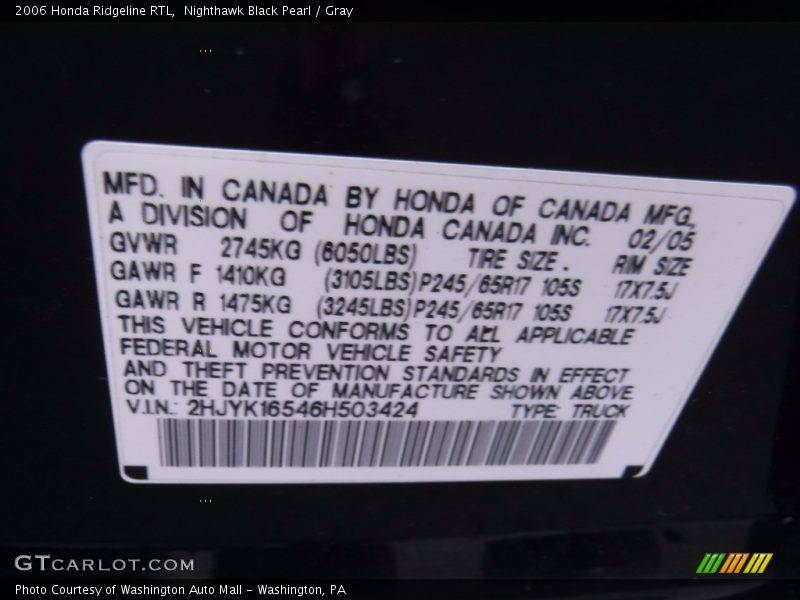 2006 Honda Ridgeline RTL,  Nighthawk Black Pearl / Gray
MFD. IN CANADA BY HONDA OF CANADA MFG.
A DIVISION OF HONDA CANADA INC. 02/05
GVWR 2745KG (6050LBS) TIRE SIZE. RIM SIZE
GAWR F 1410KG (3105LBS) P245/65R17 105S 17X7.5J
GAWR R 1475KG (3245LBS) P245/65R17 105S 17X7.5J
THIS VEHICLE CONFORMS TO ALL APPLICABLE
FEDERAL MOTOR VEHICLE SAFETY
AND THEFT PREVENTION STANDARDS IN EFFECT
ON THE DATE OF MANUFACTURE SHOWN ABOVE
V.I.N.: 2HJYK16546H503424 TYPE: TRUCK
GTCARLOT.COM
Photo Courtesy of Washington Auto Mall - Washington, PA